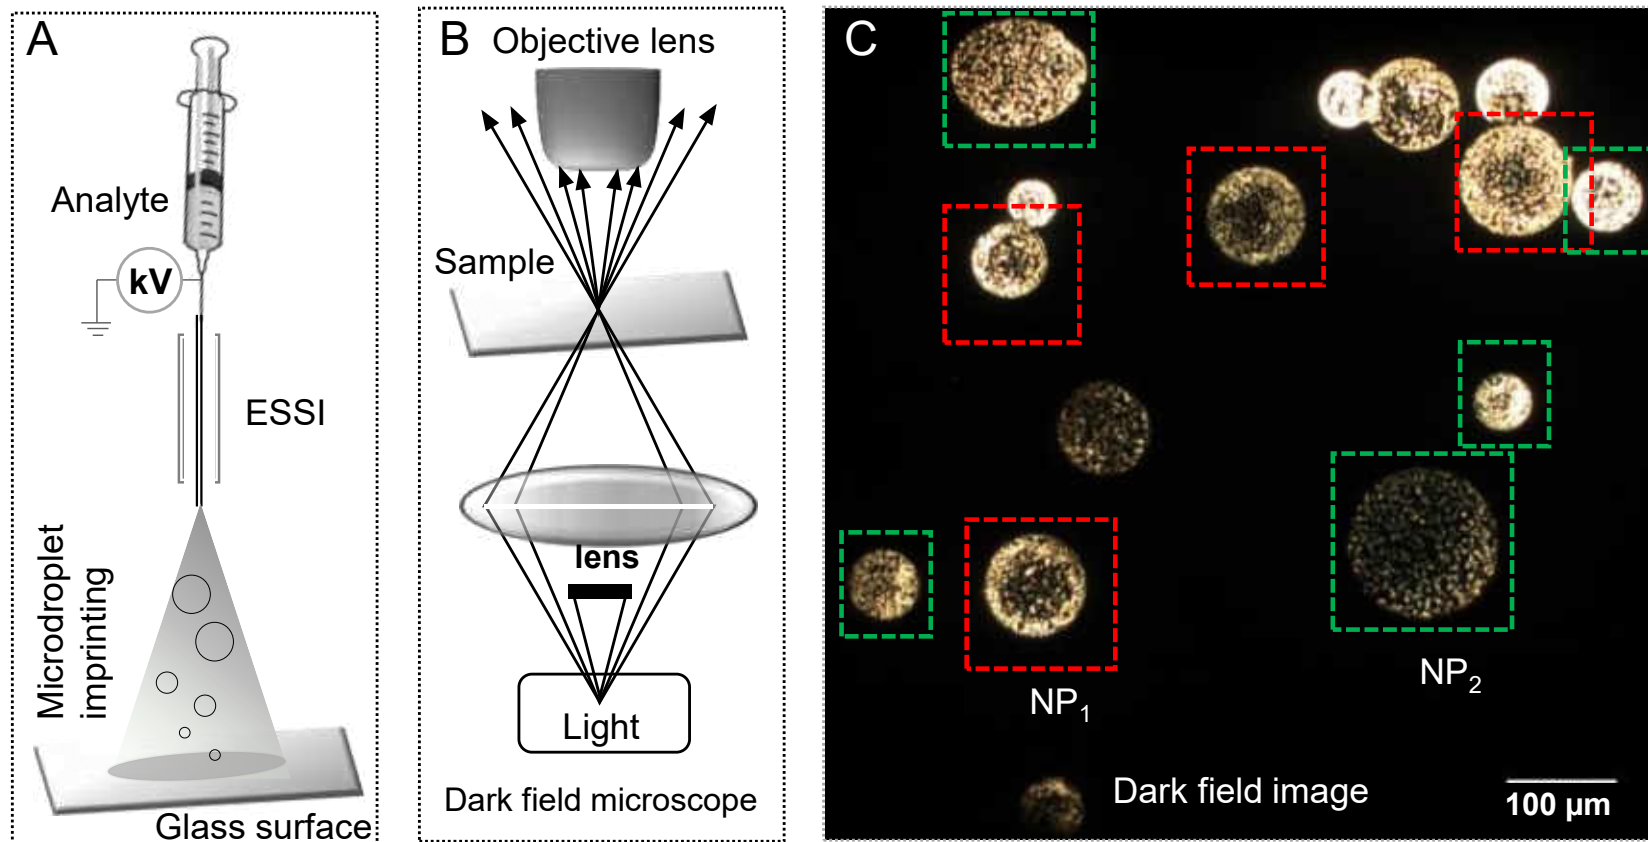 A
Analyte
kV
ESSI
Microdroplet
imprinting
Glass surface
B
Objective lens
Sample
lens
Light
Dark field microscope
C
NP₁
NP₂
Dark field image
100 µm